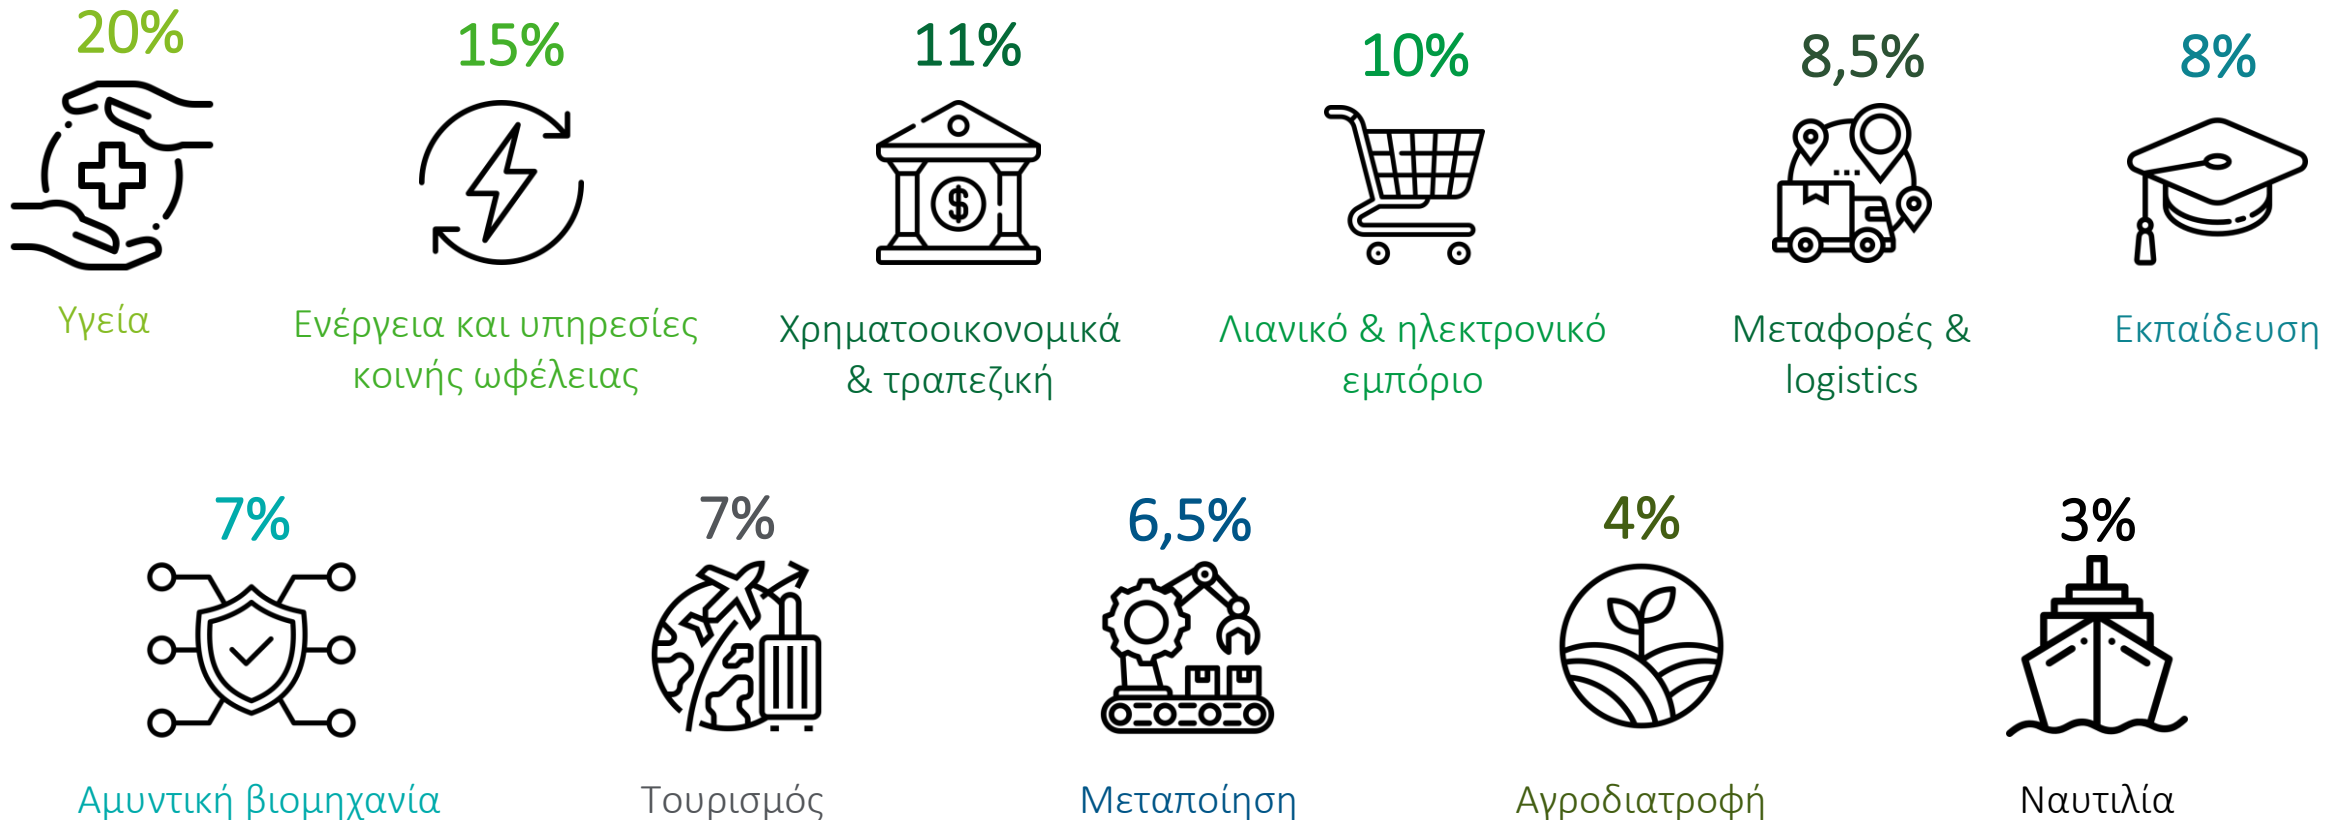 20%
15%
11%
10%
8,5%
8%
Υγεία
Ενέργεια και υπηρεσίες
κοινής ωφέλειας
Χρηματοοικονομικά
& τραπεζική
Λιανικό & ηλεκτρονικό
εμπόριο
Μεταφορές &
logistics
Εκπαίδευση
7%
7%
6,5%
4%
3%
$
Αμυντική βιομηχανία
Τουρισμός
Μεταποίηση
Αγροδιατροφή
Ναυτιλία